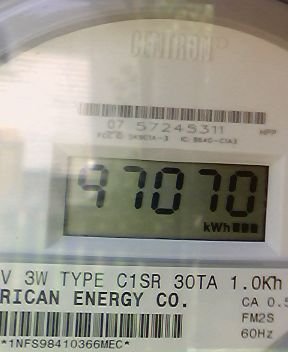 CENTRON
07 57245311
97070
kWh
V 3W TYPE C1SR 30TA 1.0Kh
RICAN ENERGY CO.
CA 0.5
FM2S
60Hz
*1NFS98410366MEC*